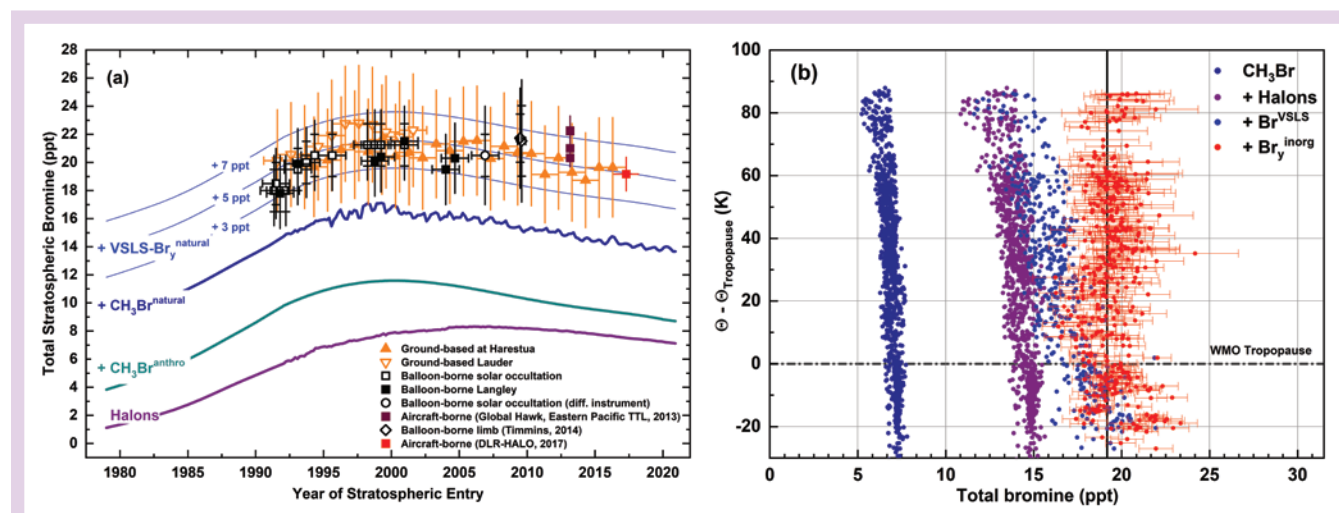 (a)
28
26
24
22
20
18
16
14
12
10
8
6
4
2
0
Total Stratospheric Bromine (ppt)
+ 7 ppt
+ 5 ppt
+ 3 ppt
+ VSLS-Br_y^natural
+ CH₃Br^natural
+ CH₃Br^anthro
Halons
Ground-based at Harestua
Ground-based Lauder
Balloon-borne solar occultation
Balloon-borne Langley
Balloon-borne solar occultation (diff. instrument)
Aircraft-borne (Global Hawk, Eastern Pacific TTL, 2013)
Balloon-borne limb (Timmins, 2014)
Aircraft-borne (DLR-HALO, 2017)
1980 1985 1990 1995 2000 2005 2010 2015 2020
Year of Stratospheric Entry
(b)
100
80
60
40
20
0
-20
Θ - Θ_Tropopause (K)
CH₃Br
+ Halons
+ Br^VSLS
+ Br_y^inorg
WMO Tropopause
0 5 10 15 20 25 30
Total bromine (ppt)